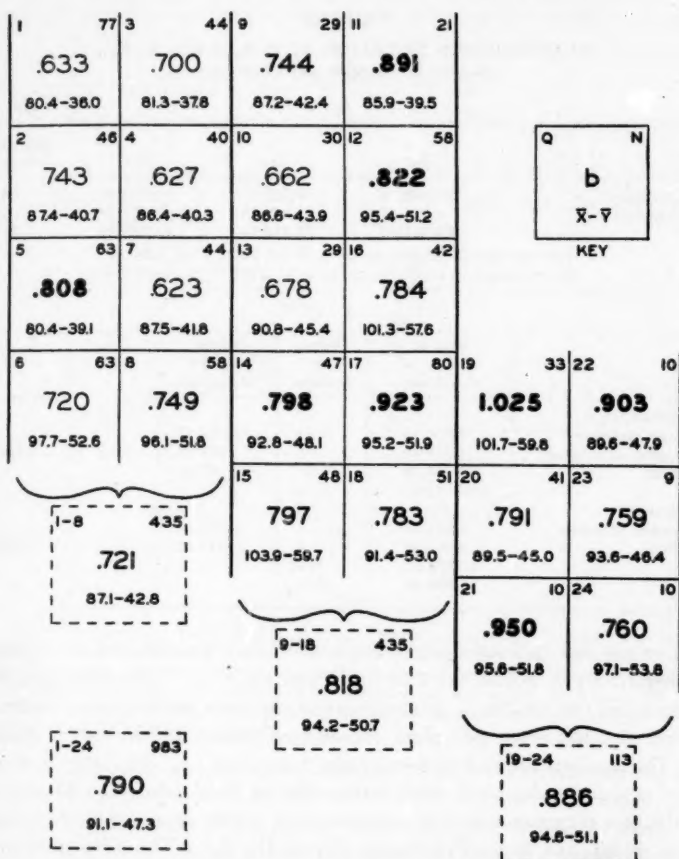 1 77 3 44 9 29 11 21
.633 .700 .744 .891
80.4–36.0 81.3–37.8 87.2–42.4 85.9–39.5
2 46 4 40 10 30 12 58
743 .627 .662 .822
87.4–40.7 86.4–40.3 86.6–43.9 95.4–51.2
Q N
b
X̄–Ȳ
KEY
5 63 7 44 13 29 16 42
.808 .623 .678 .784
80.4–39.1 87.5–41.8 90.8–45.4 101.3–57.6
6 63 8 58 14 47 17 80 19 33 22 10
720 .749 .798 .923 1.025 .903
97.7–52.6 96.1–51.8 92.8–48.1 95.2–51.9 101.7–59.8 89.6–47.9
15 48 18 51 20 41 23 9
797 .783 .791 .759
103.9–59.7 91.4–53.0 89.5–45.0 93.6–46.4
1–8 435
.721
87.1–42.8
21 10 24 10
.950 .760
95.6–51.8 97.1–53.8
9–18 435
.818
94.2–50.7
1–24 983
790
91.1–47.3
19–24 113
.886
94.6–51.1